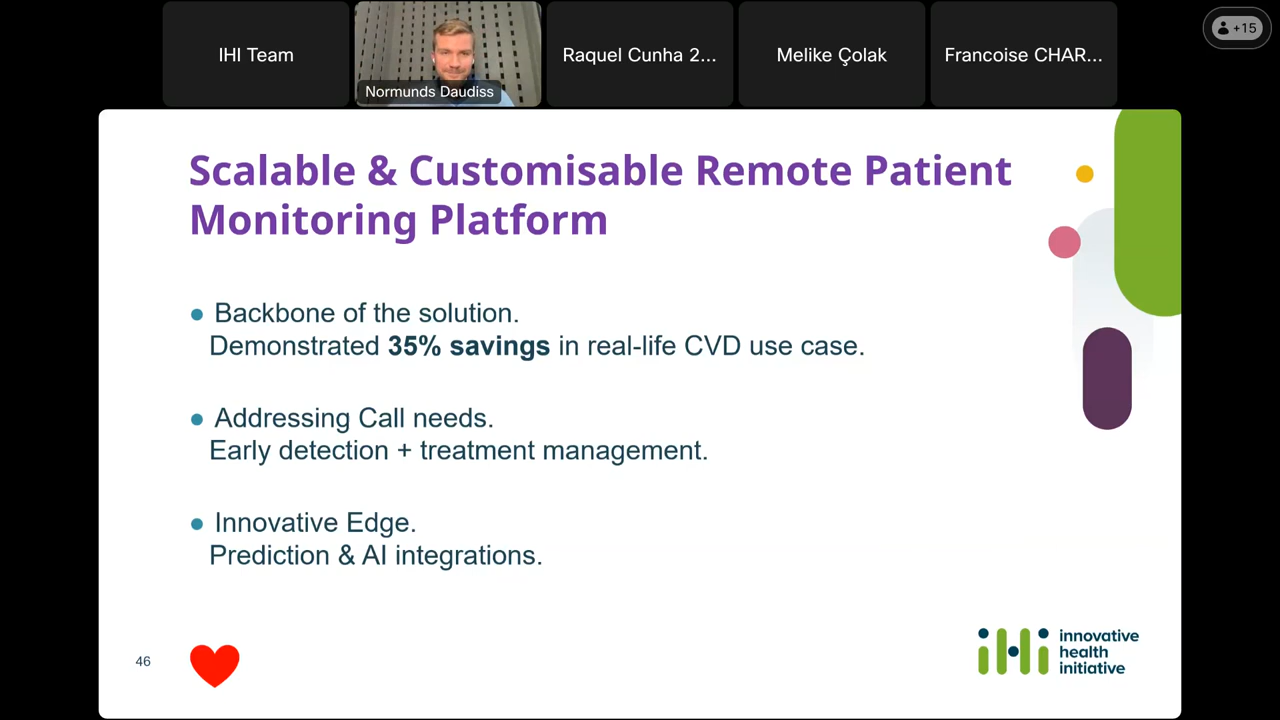 IHI Team
Normunds Daudiss
Raquel Cunha 2...
Melike Çolak
Francoise CHAR...
+15
Scalable & Customisable Remote Patient
Monitoring Platform
● Backbone of the solution.
Demonstrated 35% savings in real-life CVD use case.
● Addressing Call needs.
Early detection + treatment management.
● Innovative Edge.
Prediction & AI integrations.
46
iHi
innovative
health
initiative